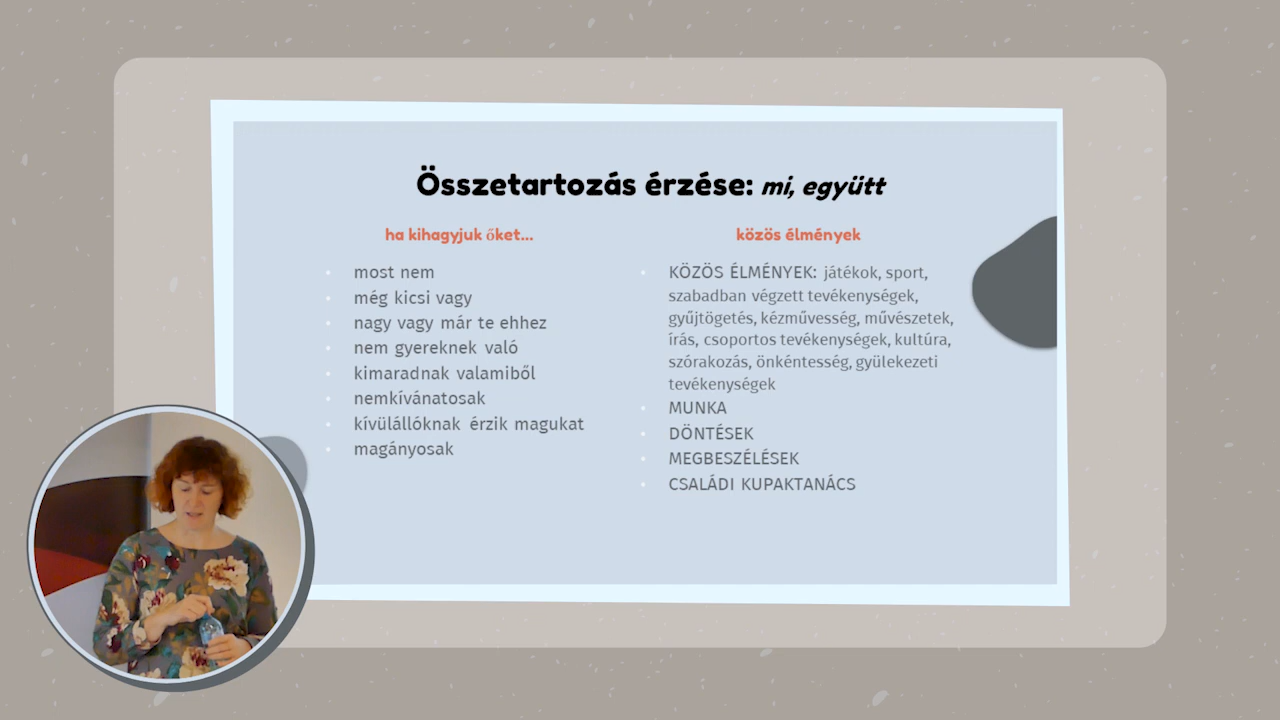 Összetartozás érzése: mi, együtt
ha kihagyjuk őket...
most nem
még kicsi vagy
nagy vagy már te ehhez
nem gyereknek való
kimaradnak valamiből
nemkívánatosak
kívülállóknak érzik magukat
magányosak
közös élmények
KÖZÖS ÉLMÉNYEK: játékok, sport,
szabadban végzett tevékenységek,
gyűjtögetés, kézművesség, művészetek,
írás, csoportos tevékenységek, kultúra,
szórakozás, önkéntesség, gyülekezeti
tevékenységek
MUNKA
DÖNTÉSEK
MEGBESZÉLÉSEK
CSALÁDI KUPAKTANÁCS